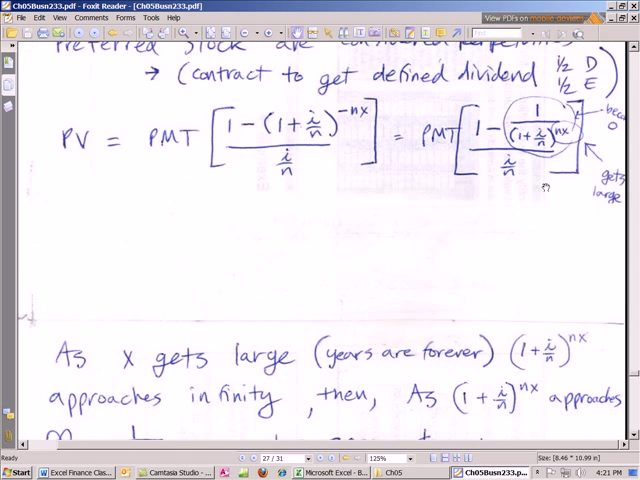 Ch05Busn233.pdf - Foxit Reader - [Ch05Busn233.pdf]
File Edit View Comments Forms Tools Help
View PDFs on
Preferred Stock are Considered
→ (contract to get defined dividend 1/2 D
1/2 E)
PV = PMT [ 1 - (1 + i/n)^-nx / i/n ] = PMT [ 1 - 1/(1 + i/n)^nx / i/n ]
0
gets
large
As x gets large (years are forever) (1 + i/n)^nx
approaches infinity, then, As (1 + i/n)^nx approaches
27 / 31 125% Size: [8.46 * 10.99 in]
Start Excel Finance Clas... Camtasia Studio - ... Microsoft Excel - B... Ch05 Ch05Busn233.p... 4:21 PM